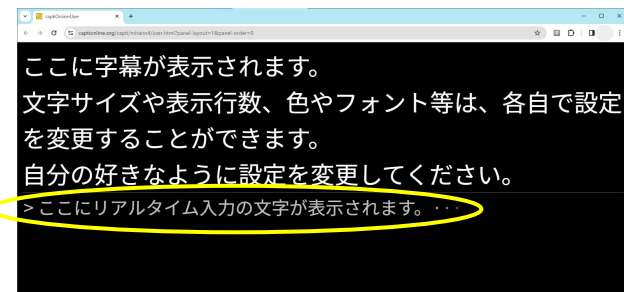 captiOnlineUser
captionline.org/capti/mirairo4/user.html?panel-layout=1&panel-order=0
ここに字幕が表示されます。
文字サイズや表示行数、色やフォント等は、各自で設定
を変更することができます。
自分の好きなように設定を変更してください。
> ここにリアルタイム入力の文字が表示されます。···